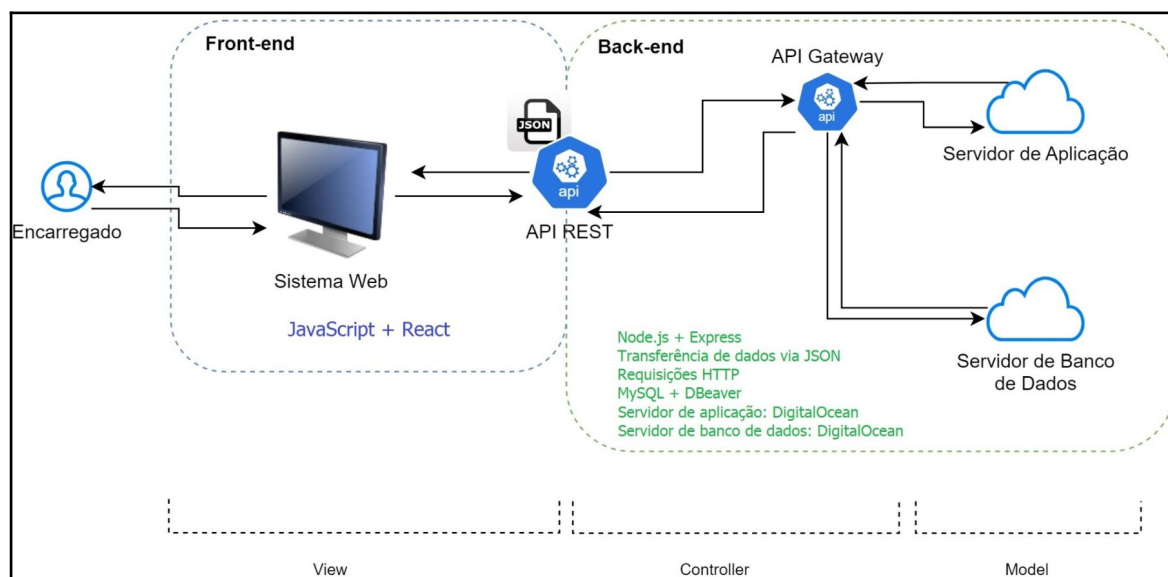 Front-end
Back-end
API Gateway
JSON
api
api
Servidor de Aplicação
Encarregado
API REST
Sistema Web
JavaScript + React
Node.js + Express
Transferência de dados via JSON
Requisições HTTP
MySQL + DBeaver
Servidor de aplicação: DigitalOcean
Servidor de banco de dados: DigitalOcean
Servidor de Banco
de Dados
View
Controller
Model